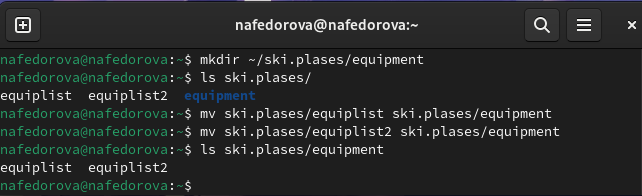 nafedorova@nafedorova:~
nafedorova@nafedorova:~$ mkdir ~/ski.plases/equipment
nafedorova@nafedorova:~$ ls ski.plases/
equiplist  equiplist2  equipment
nafedorova@nafedorova:~$ mv ski.plases/equiplist ski.plases/equipment
nafedorova@nafedorova:~$ mv ski.plases/equiplist2 ski.plases/equipment
nafedorova@nafedorova:~$ ls ski.plases/equipment
equiplist  equiplist2
nafedorova@nafedorova:~$